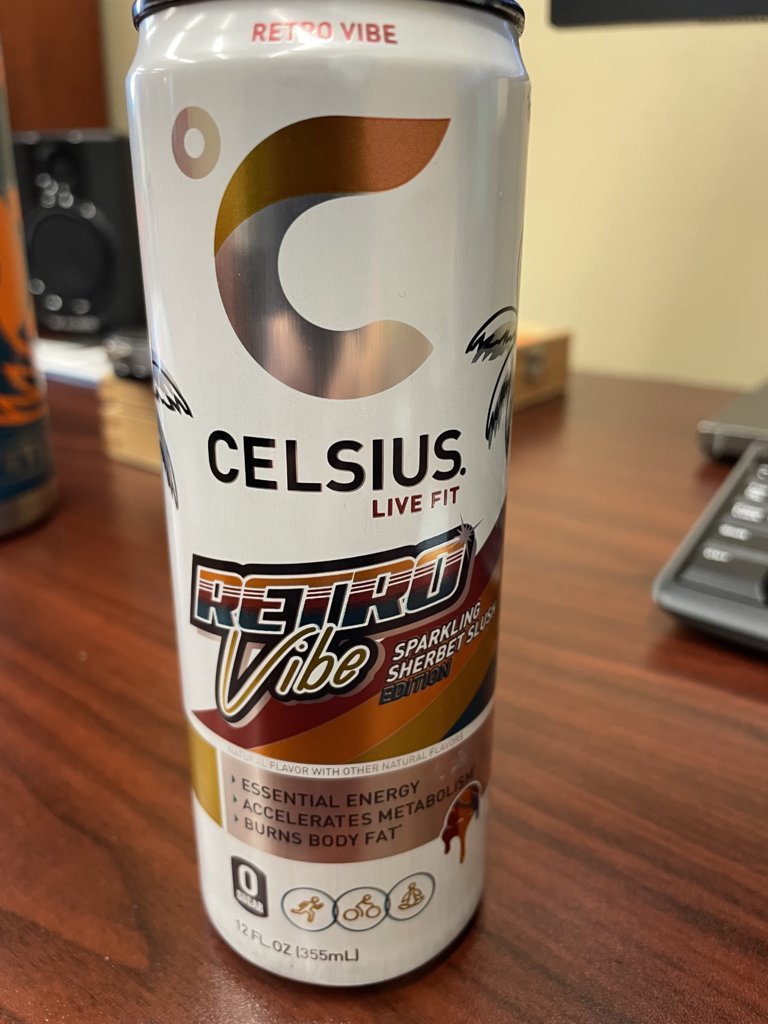 RETRO VIBE
CELSIUS.
LIVE FIT
RETRO
Vibe
SPARKLING
SHERBET SLUSH
EDITION
NATURAL FLAVOR WITH OTHER NATURAL FLAVORS
› ESSENTIAL ENERGY
› ACCELERATES METABOLISM
› BURNS BODY FAT*
0
SUGAR
12 FL.OZ (355mL)